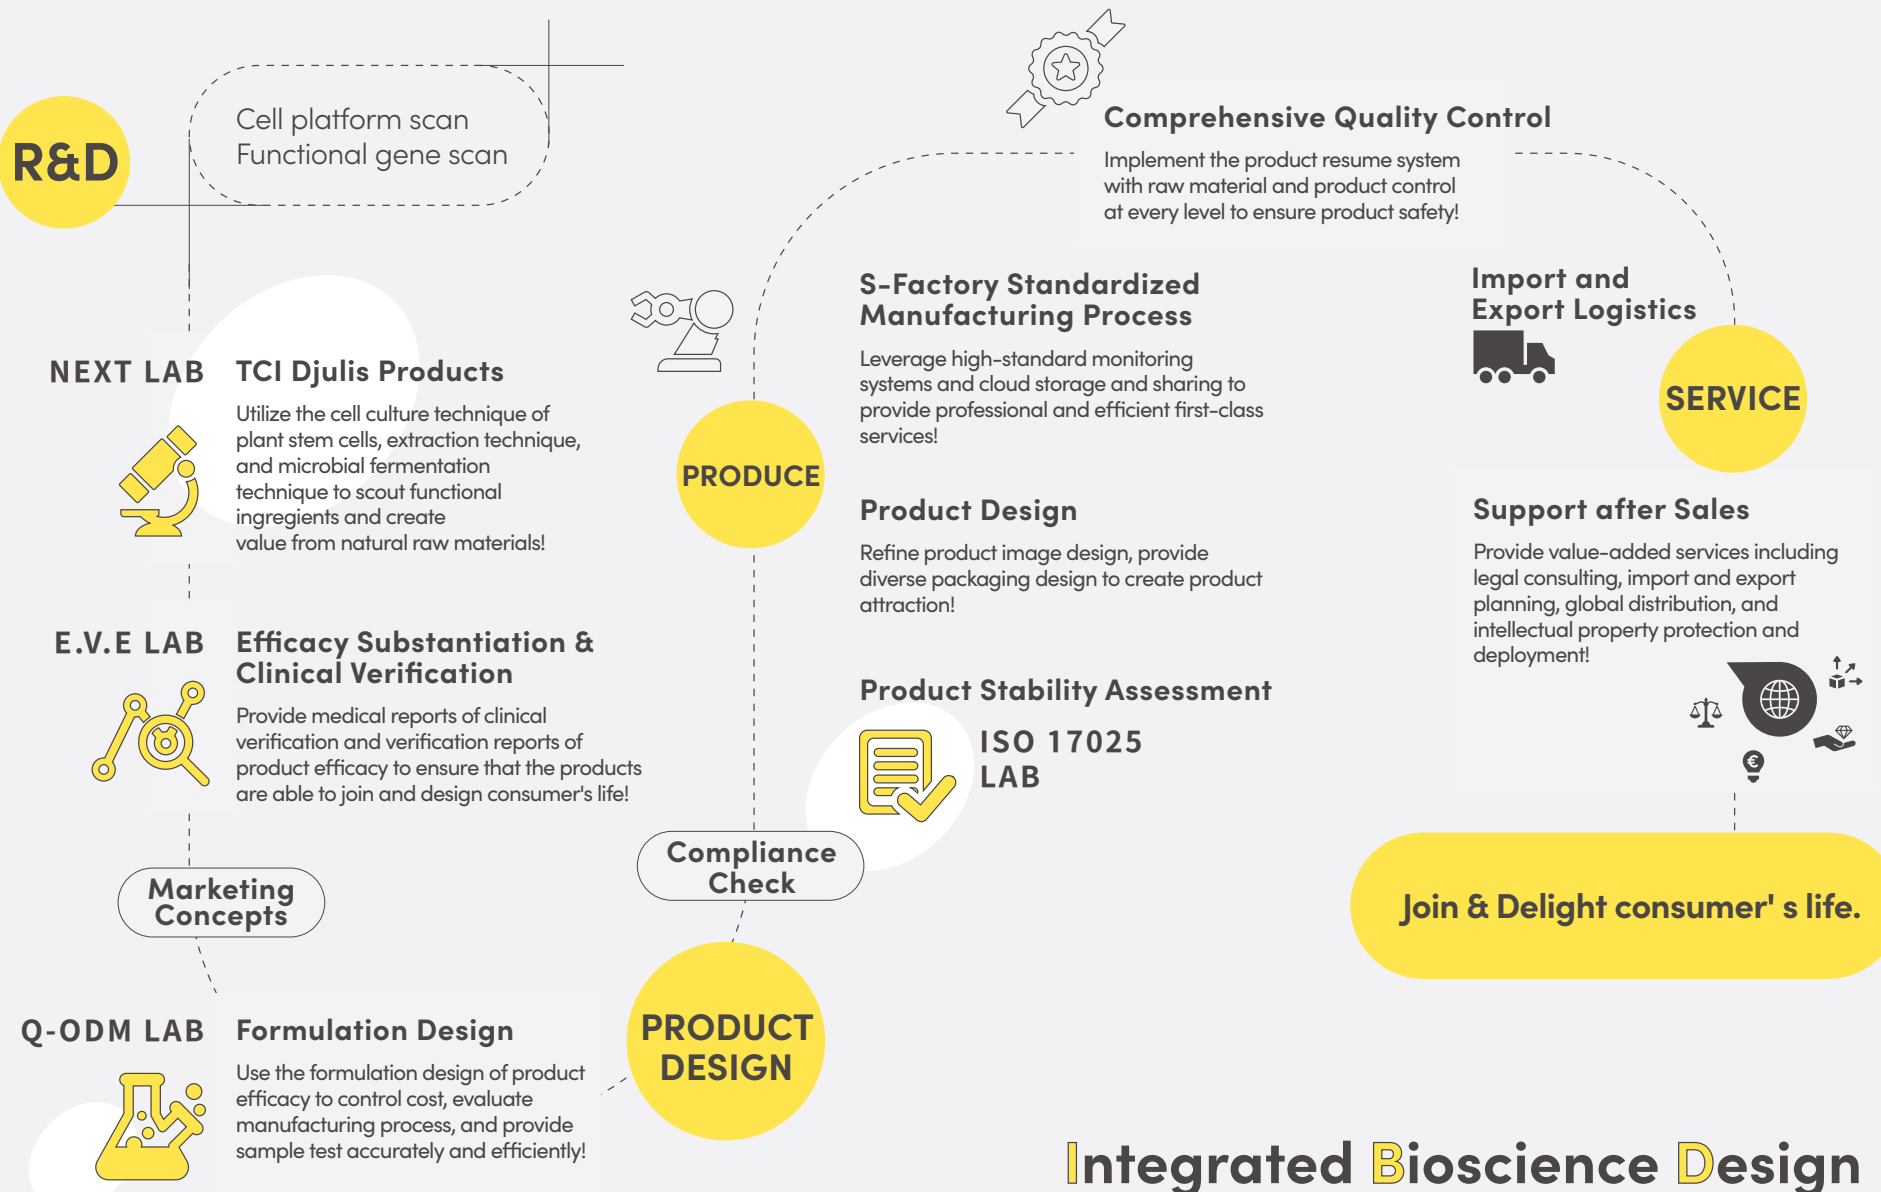 R&D
Cell platform scan
Functional gene scan
NEXT LAB
TCI Djulis Products
Utilize the cell culture technique of
plant stem cells, extraction technique,
and microbial fermentation
technique to scout functional
ingregients and create
value from natural raw materials!
E.V.E LAB
Efficacy Substantiation &
Clinical Verification
Provide medical reports of clinical
verification and verification reports of
product efficacy to ensure that the products
are able to join and design consumer's life!
Marketing
Concepts
Q-ODM LAB
Formulation Design
Use the formulation design of product
efficacy to control cost, evaluate
manufacturing process, and provide
sample test accurately and efficiently!
PRODUCT
DESIGN
Compliance
Check
PRODUCE
S-Factory Standardized
Manufacturing Process
Leverage high-standard monitoring
systems and cloud storage and sharing to
provide professional and efficient first-class
services!
Product Design
Refine product image design, provide
diverse packaging design to create product
attraction!
Product Stability Assessment
ISO 17025
LAB
Comprehensive Quality Control
Implement the product resume system
with raw material and product control
at every level to ensure product safety!
Import and
Export Logistics
SERVICE
Support after Sales
Provide value-added services including
legal consulting, import and export
planning, global distribution, and
intellectual property protection and
deployment!
€
Join & Delight consumer' s life.
Integrated Bioscience Design